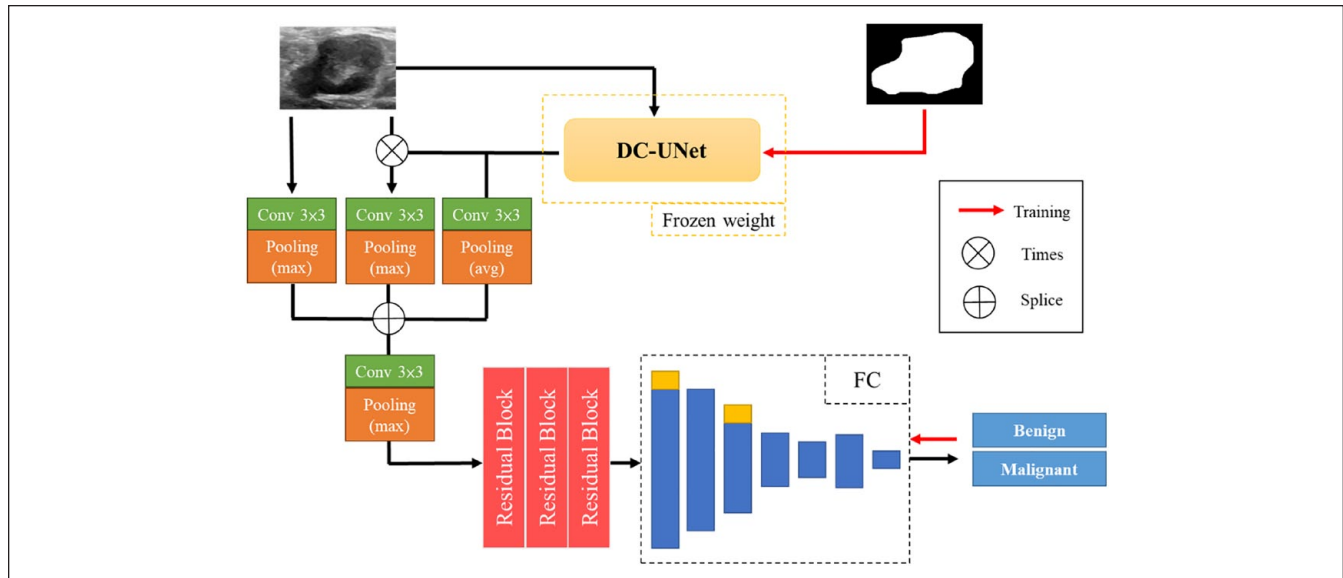 DC-UNet
Frozen weight
Conv 3×3
Pooling
(max)
Conv 3×3
Pooling
(max)
Conv 3×3
Pooling
(avg)
Training
Times
Splice
Conv 3×3
Pooling
(max)
Residual Block
Residual Block
Residual Block
FC
Benign
Malignant